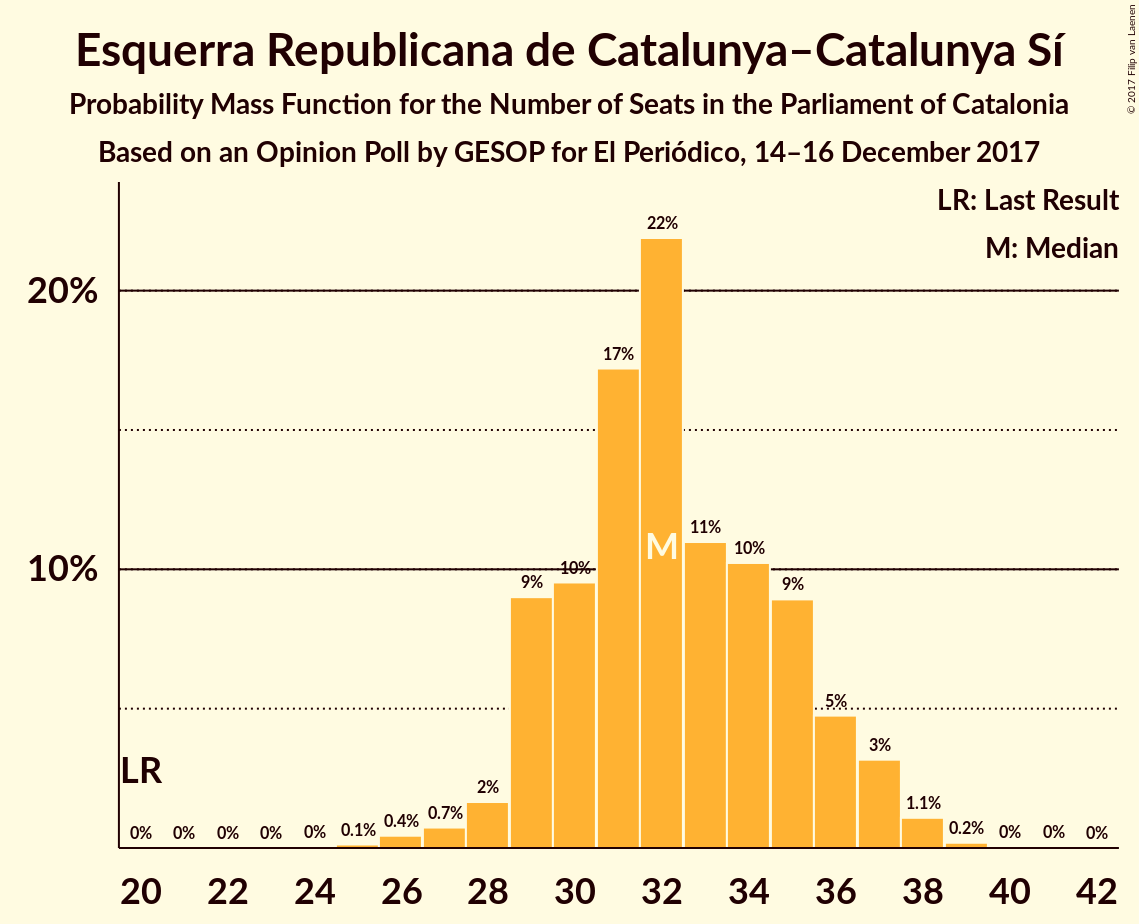 Esquerra Republicana de Catalunya–Catalunya Sí
Probability Mass Function for the Number of Seats in the Parliament of Catalonia
Based on an Opinion Poll by GESOP for El Periódico, 14–16 December 2017
© 2017 Filip van Laenen
LR: Last Result
M: Median
20%
10%
22%
17%
M
11%
10%
10%
9%
9%
5%
3%
2%
1.1%
0.7%
0.4%
0.2%
0.1%
LR
0% 0% 0% 0% 0%
0% 0% 0%
20 22 24 26 28 30 32 34 36 38 40 42